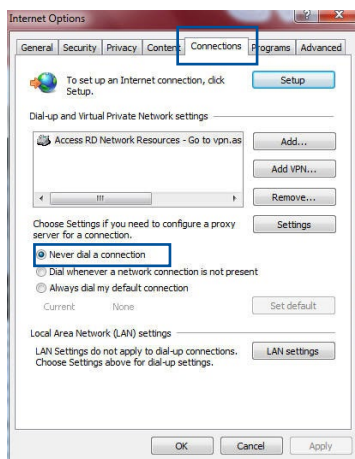 Internet Options
General Security Privacy Content Connections Programs Advanced
To set up an Internet connection, click
Setup.
Setup
Dial-up and Virtual Private Network settings
Access RD Network Resources - Go to vpn.as
Add...
Add VPN...
Remove...
Choose Settings if you need to configure a proxy
server for a connection.
Settings
Never dial a connection
Dial whenever a network connection is not present
Always dial my default connection
Current None
Set default
Local Area Network (LAN) settings
LAN Settings do not apply to dial-up connections.
Choose Settings above for dial-up settings.
LAN settings
OK Cancel Apply